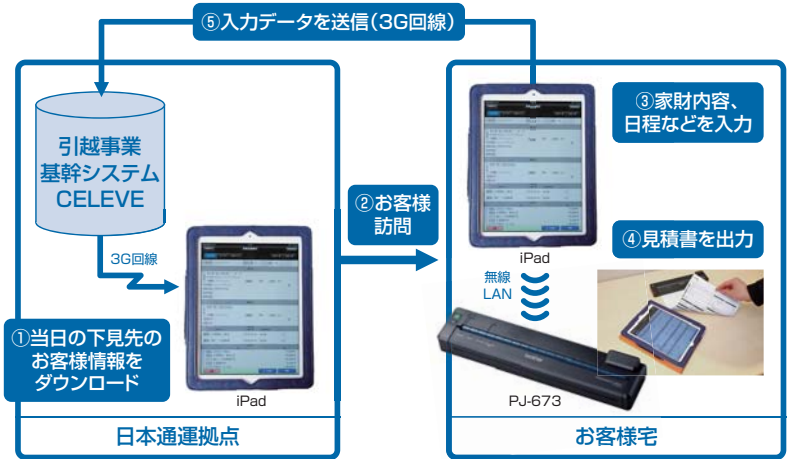 ⑤入力データを送信(3G回線)
引越事業
基幹システム
CELEVE
3G回線
①当日の下見先の
お客様情報を
ダウンロード
iPad
日本通運拠点
②お客様
訪問
③家財内容、
日程などを入力
iPad
無線
LAN
④見積書を出力
brother
PJ-673
お客様宅